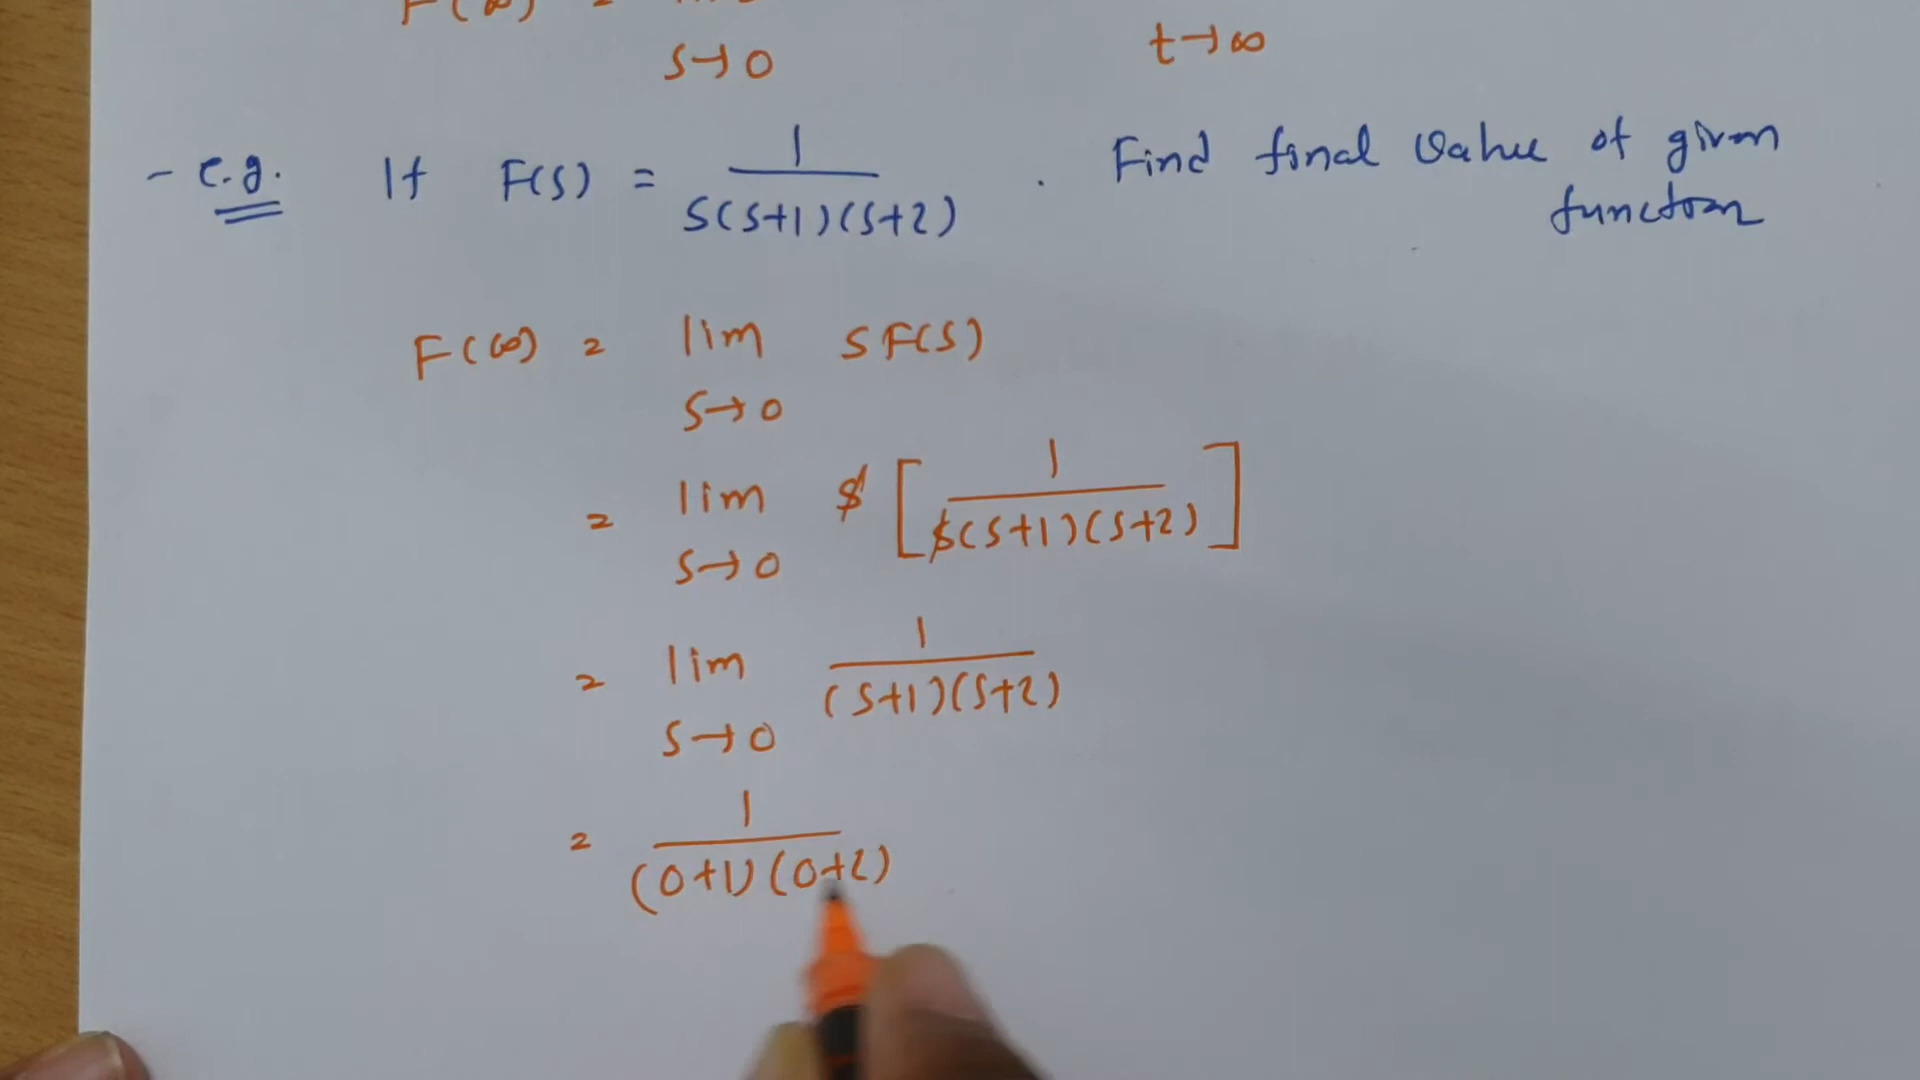 F(∞) =
s→0 t→∞
- e.g. If F(S) = 1 / S(S+1)(S+2) . Find final value of given
function
F(∞) = lim S F(S)
s→0
= lim S [ 1 / S(S+1)(S+2) ]
s→0
= lim 1 / (S+1)(S+2)
s→0
= 1 / (0+1)(0+2)